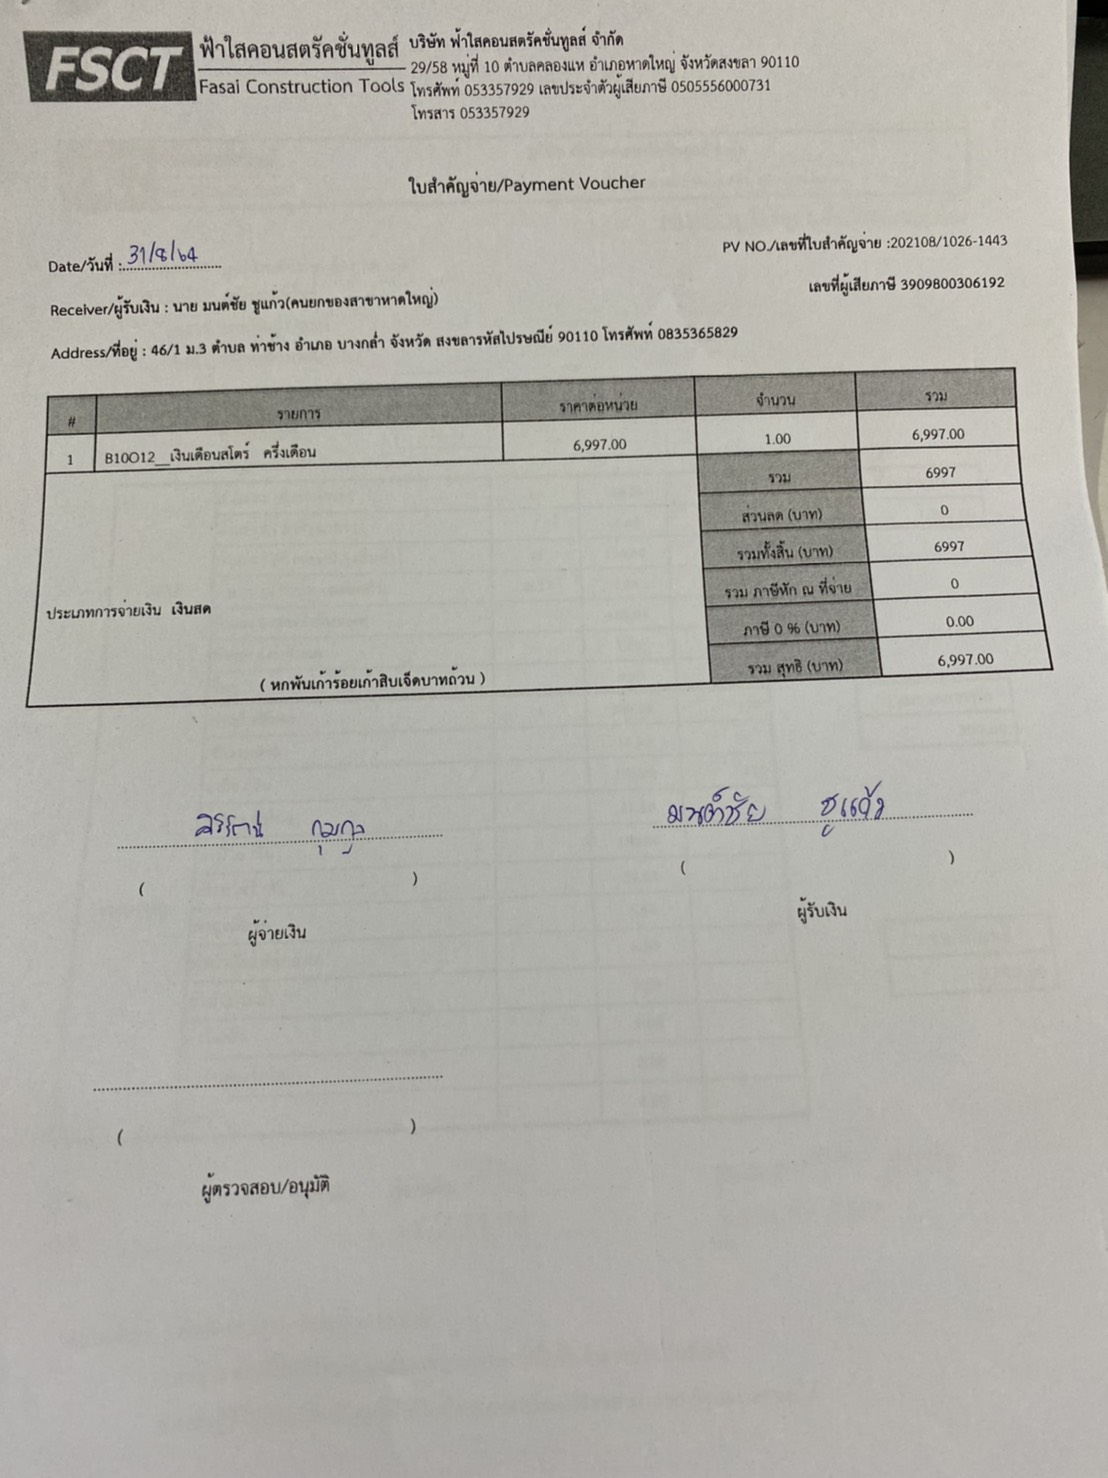 FSCT
ฟ้าใสคอนสตรัคชั่นทูลส์
Fasai Construction Tools
บริษัท ฟ้าใสคอนสตรัคชั่นทูลส์ จำกัด
29/58 หมู่ที่ 10 ตำบลคลองแห อำเภอหาดใหญ่ จังหวัดสงขลา 90110
โทรศัพท์ 053357929 เลขประจำตัวผู้เสียภาษี 0505556000731
โทรสาร 053357929
ใบสำคัญจ่าย/Payment Voucher
Date/วันที่ : 31/8/64
PV NO./เลขที่ใบสำคัญจ่าย :202108/1026-1443
Receiver/ผู้รับเงิน : นาย มนต์ชัย ชูแก้ว(คนยกของสาขาหาดใหญ่)
เลขที่ผู้เสียภาษี 3909800306192
Address/ที่อยู่ : 46/1 ม.3 ตำบล ท่าช้าง อำเภอ บางกล่ำ จังหวัด สงขลารหัสไปรษณีย์ 90110 โทรศัพท์ 0835365829
# รายการ ราคาต่อหน่วย จำนวน รวม
1 B10O12__เงินเดือนสโตร์ ครึ่งเดือน 6,997.00 1.00 6,997.00
รวม 6997
ส่วนลด (บาท) 0
รวมทั้งสิ้น (บาท) 6997
รวม ภาษีหัก ณ ที่จ่าย 0
ประเภทการจ่ายเงิน เงินสด
ภาษี 0 % (บาท) 0.00
( หกพันเก้าร้อยเก้าสิบเจ็ดบาทถ้วน )
รวม สุทธิ (บาท) 6,997.00
มนต์ชัย ชูแก้ว
( )
( )
ผู้จ่ายเงิน
ผู้รับเงิน
( )
ผู้ตรวจสอบ/อนุมัติ